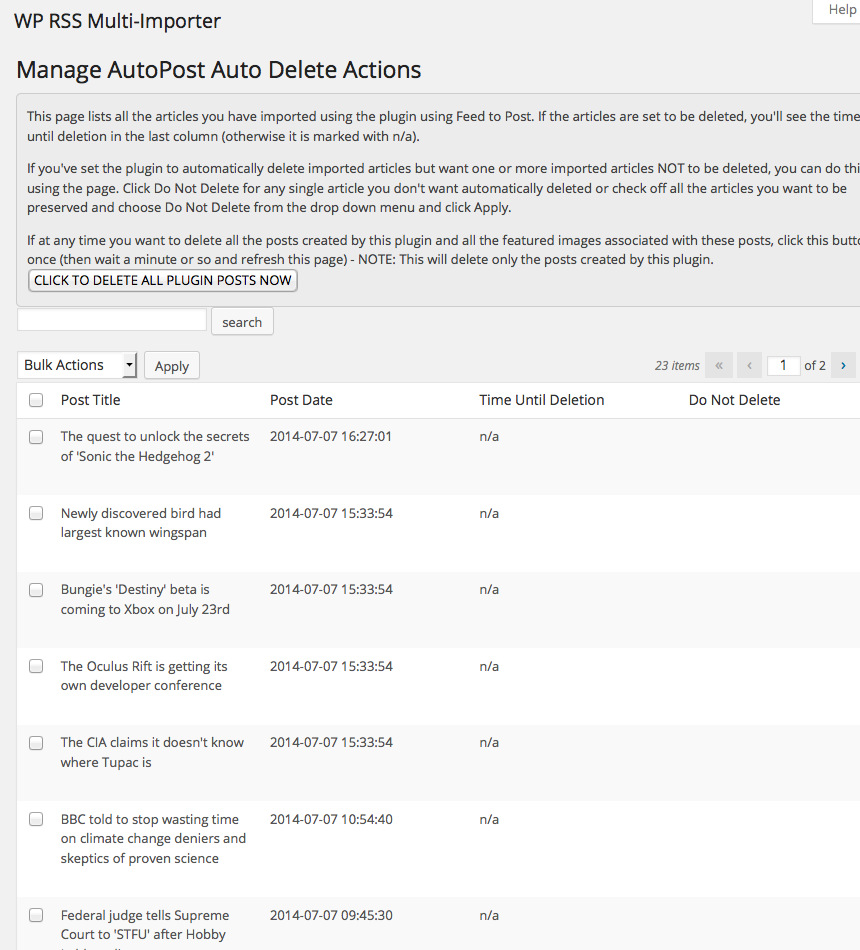 WP RSS Multi-Importer
Help
Manage AutoPost Auto Delete Actions
This page lists all the articles you have imported using the plugin using Feed to Post. If the articles are set to be deleted, you'll see the time
until deletion in the last column (otherwise it is marked with n/a).
If you've set the plugin to automatically delete imported articles but want one or more imported articles NOT to be deleted, you can do thi
using the page. Click Do Not Delete for any single article you don't want automatically deleted or check off all the articles you want to be
preserved and choose Do Not Delete from the drop down menu and click Apply.
If at any time you want to delete all the posts created by this plugin and all the featured images associated with these posts, click this butto
once (then wait a minute or so and refresh this page) - NOTE: This will delete only the posts created by this plugin.
CLICK TO DELETE ALL PLUGIN POSTS NOW
search
Bulk Actions Apply 23 items « ‹ 1 of 2 ›
Post Title Post Date Time Until Deletion Do Not Delete
The quest to unlock the secrets 2014-07-07 16:27:01 n/a
of 'Sonic the Hedgehog 2'
Newly discovered bird had 2014-07-07 15:33:54 n/a
largest known wingspan
Bungie's 'Destiny' beta is 2014-07-07 15:33:54 n/a
coming to Xbox on July 23rd
The Oculus Rift is getting its 2014-07-07 15:33:54 n/a
own developer conference
The CIA claims it doesn't know 2014-07-07 15:33:54 n/a
where Tupac is
BBC told to stop wasting time 2014-07-07 10:54:40 n/a
on climate change deniers and
skeptics of proven science
Federal judge tells Supreme 2014-07-07 09:45:30 n/a
Court to 'STFU' after Hobby